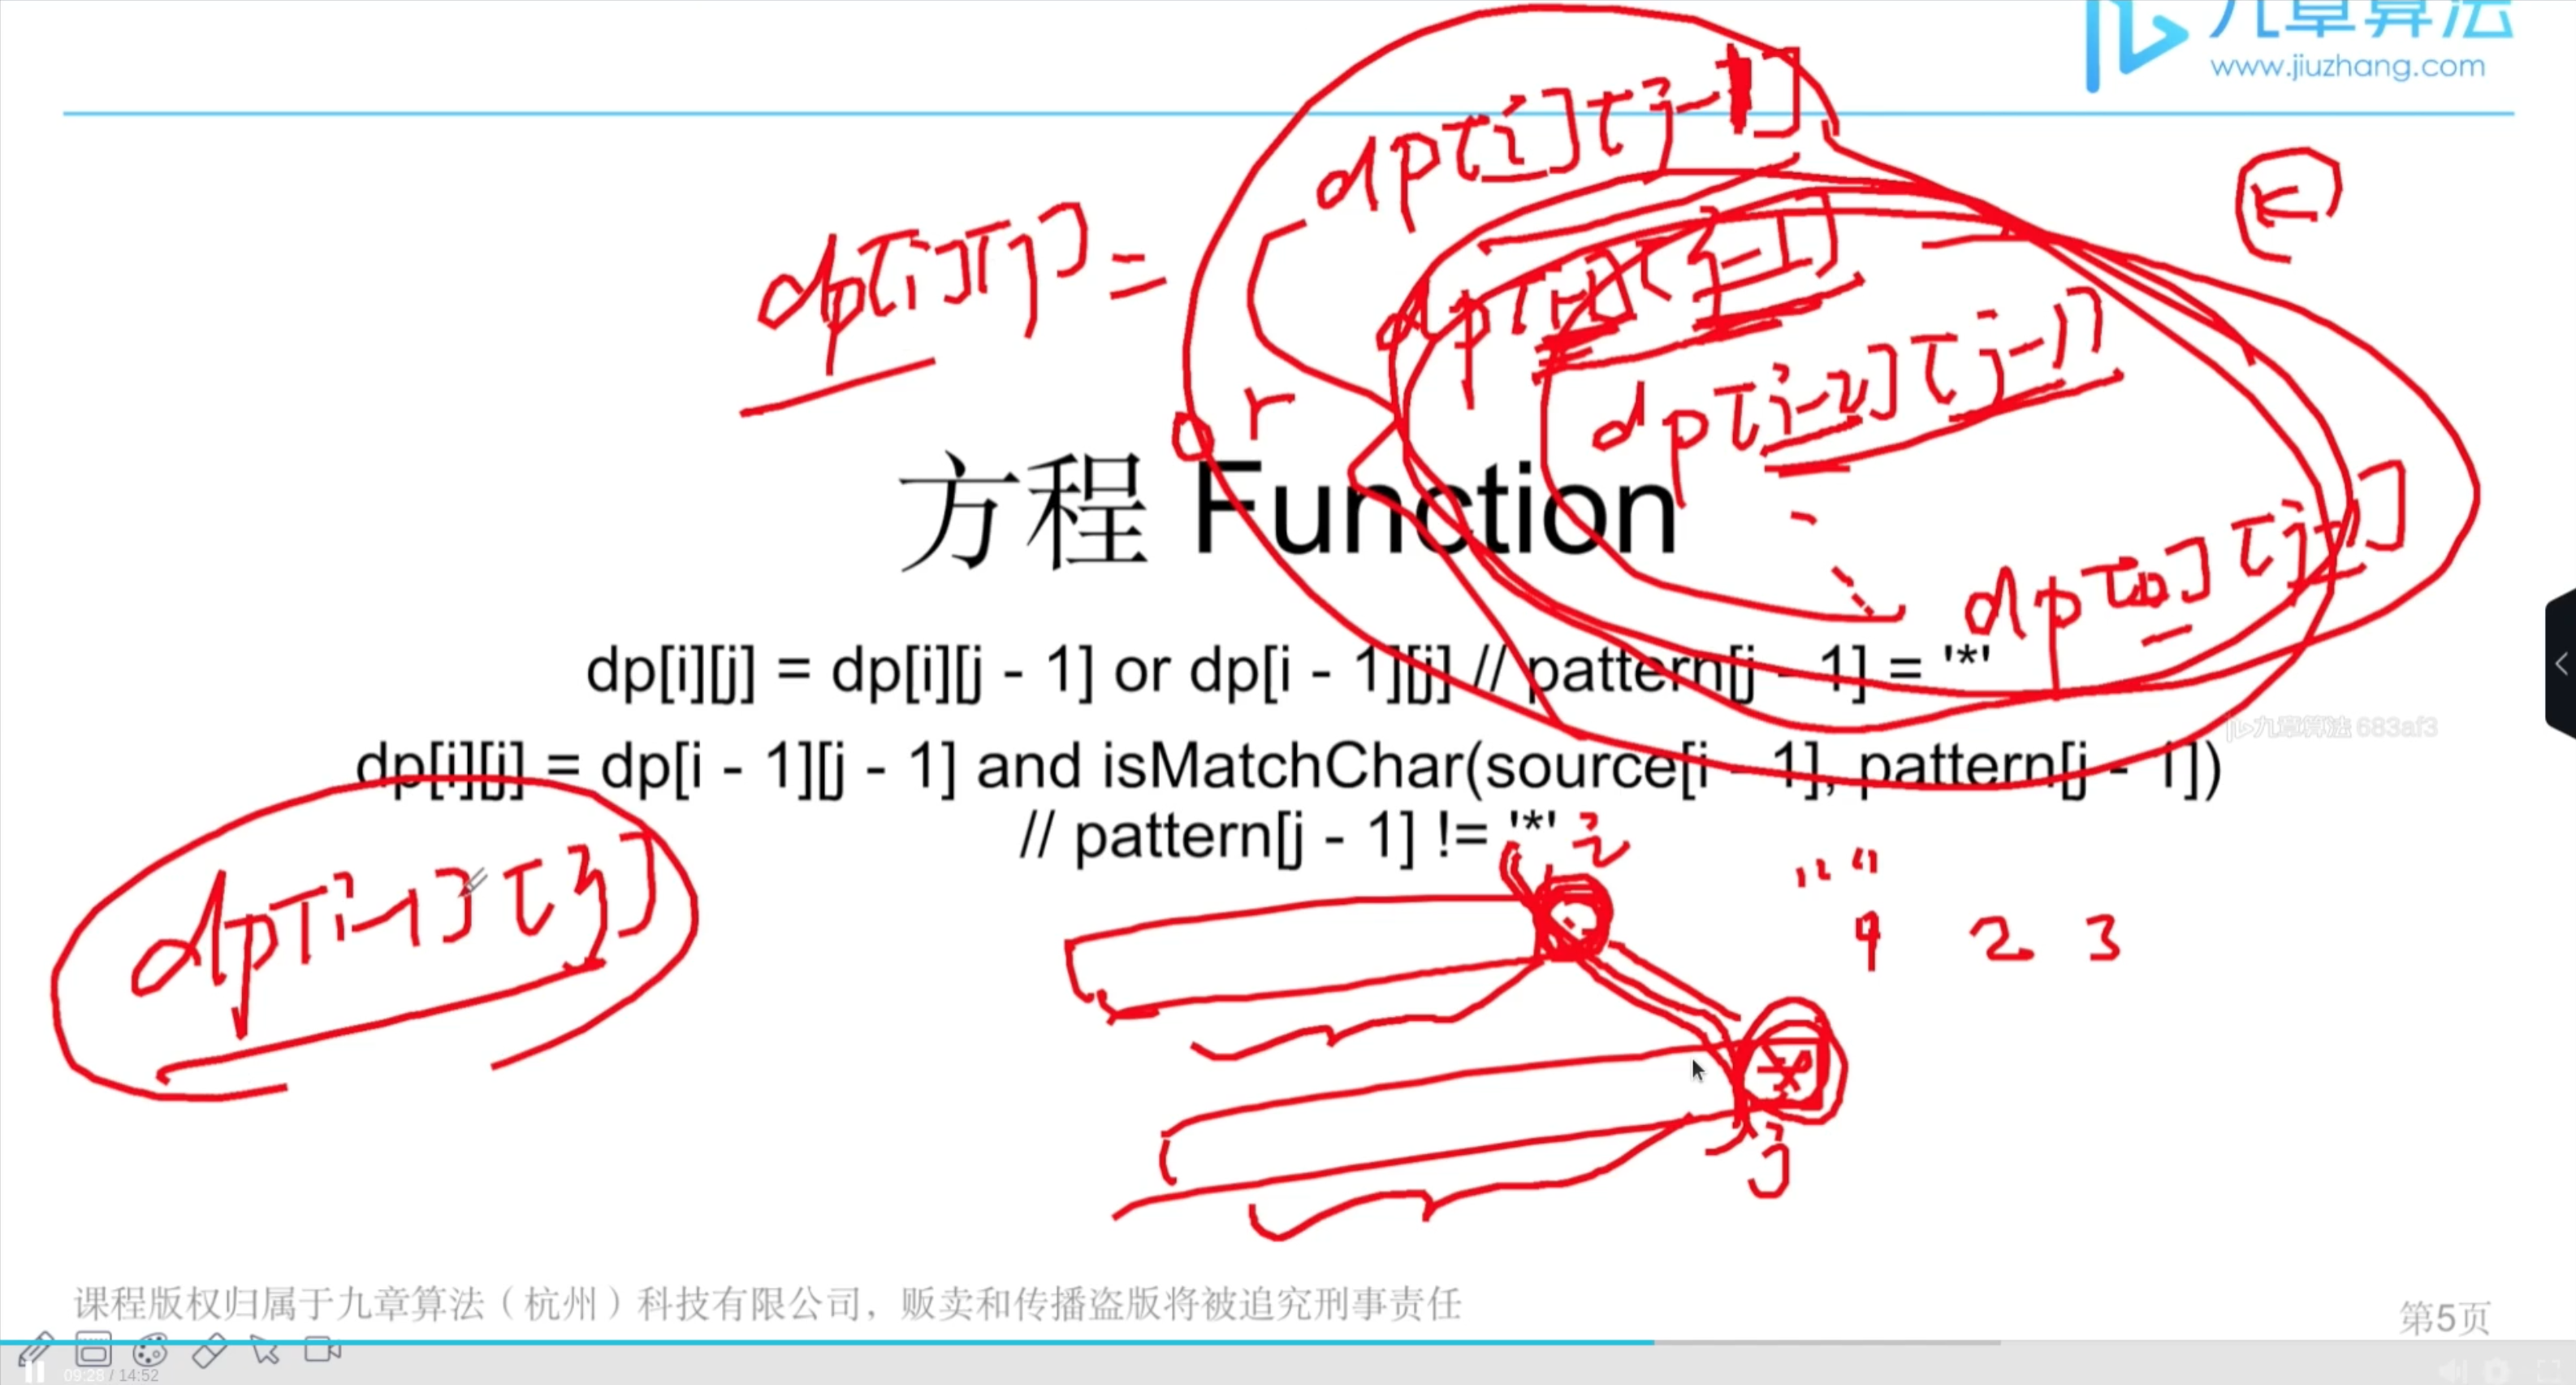 九章算法
www.jiuzhang.com
dp[i][j-1]
dp[i][j] =
dp[i-1][j-1]
dp[i-2][j-1]
or
dp[0][j-1]
方程 Function
dp[i][j] = dp[i][j - 1] or dp[i - 1][j] // pattern[j - 1] = '*'
九章算法 683af3
dp[i][j] = dp[i - 1][j - 1] and isMatchChar(source[i - 1], pattern[j - 1])
// pattern[j - 1] != '*'
i
dp[i-1][j]
" "
2 3
*
j
课程版权归属于九章算法（杭州）科技有限公司，贩卖和传播盗版将被追究刑事责任
第5页
09:28 / 14:52